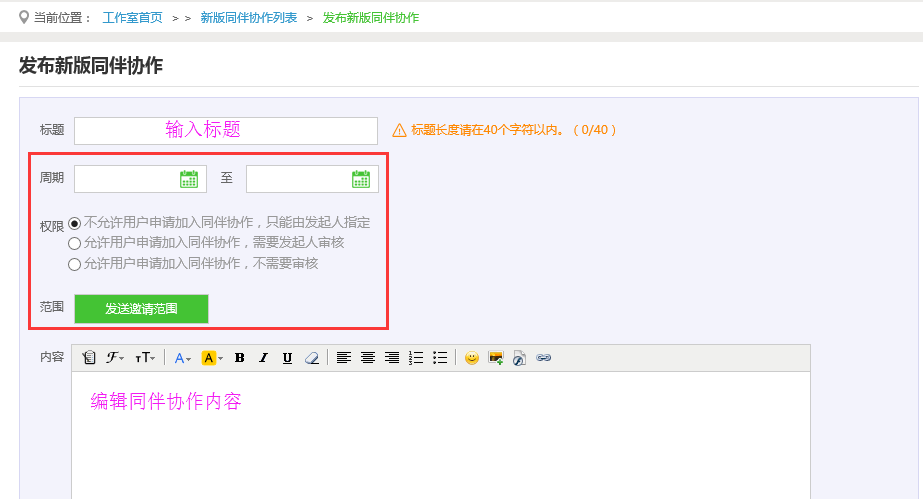 当前位置： 工作室首页 > > 新版同伴协作列表 > 发布新版同伴协作
发布新版同伴协作
标题 输入标题 标题长度请在40个字符以内。（0/40）
周期 至
权限 不允许用户申请加入同伴协作，只能由发起人指定
允许用户申请加入同伴协作，需要发起人审核
允许用户申请加入同伴协作，不需要审核
范围 发送邀请范围
内容 F TT A A B I U
编辑同伴协作内容